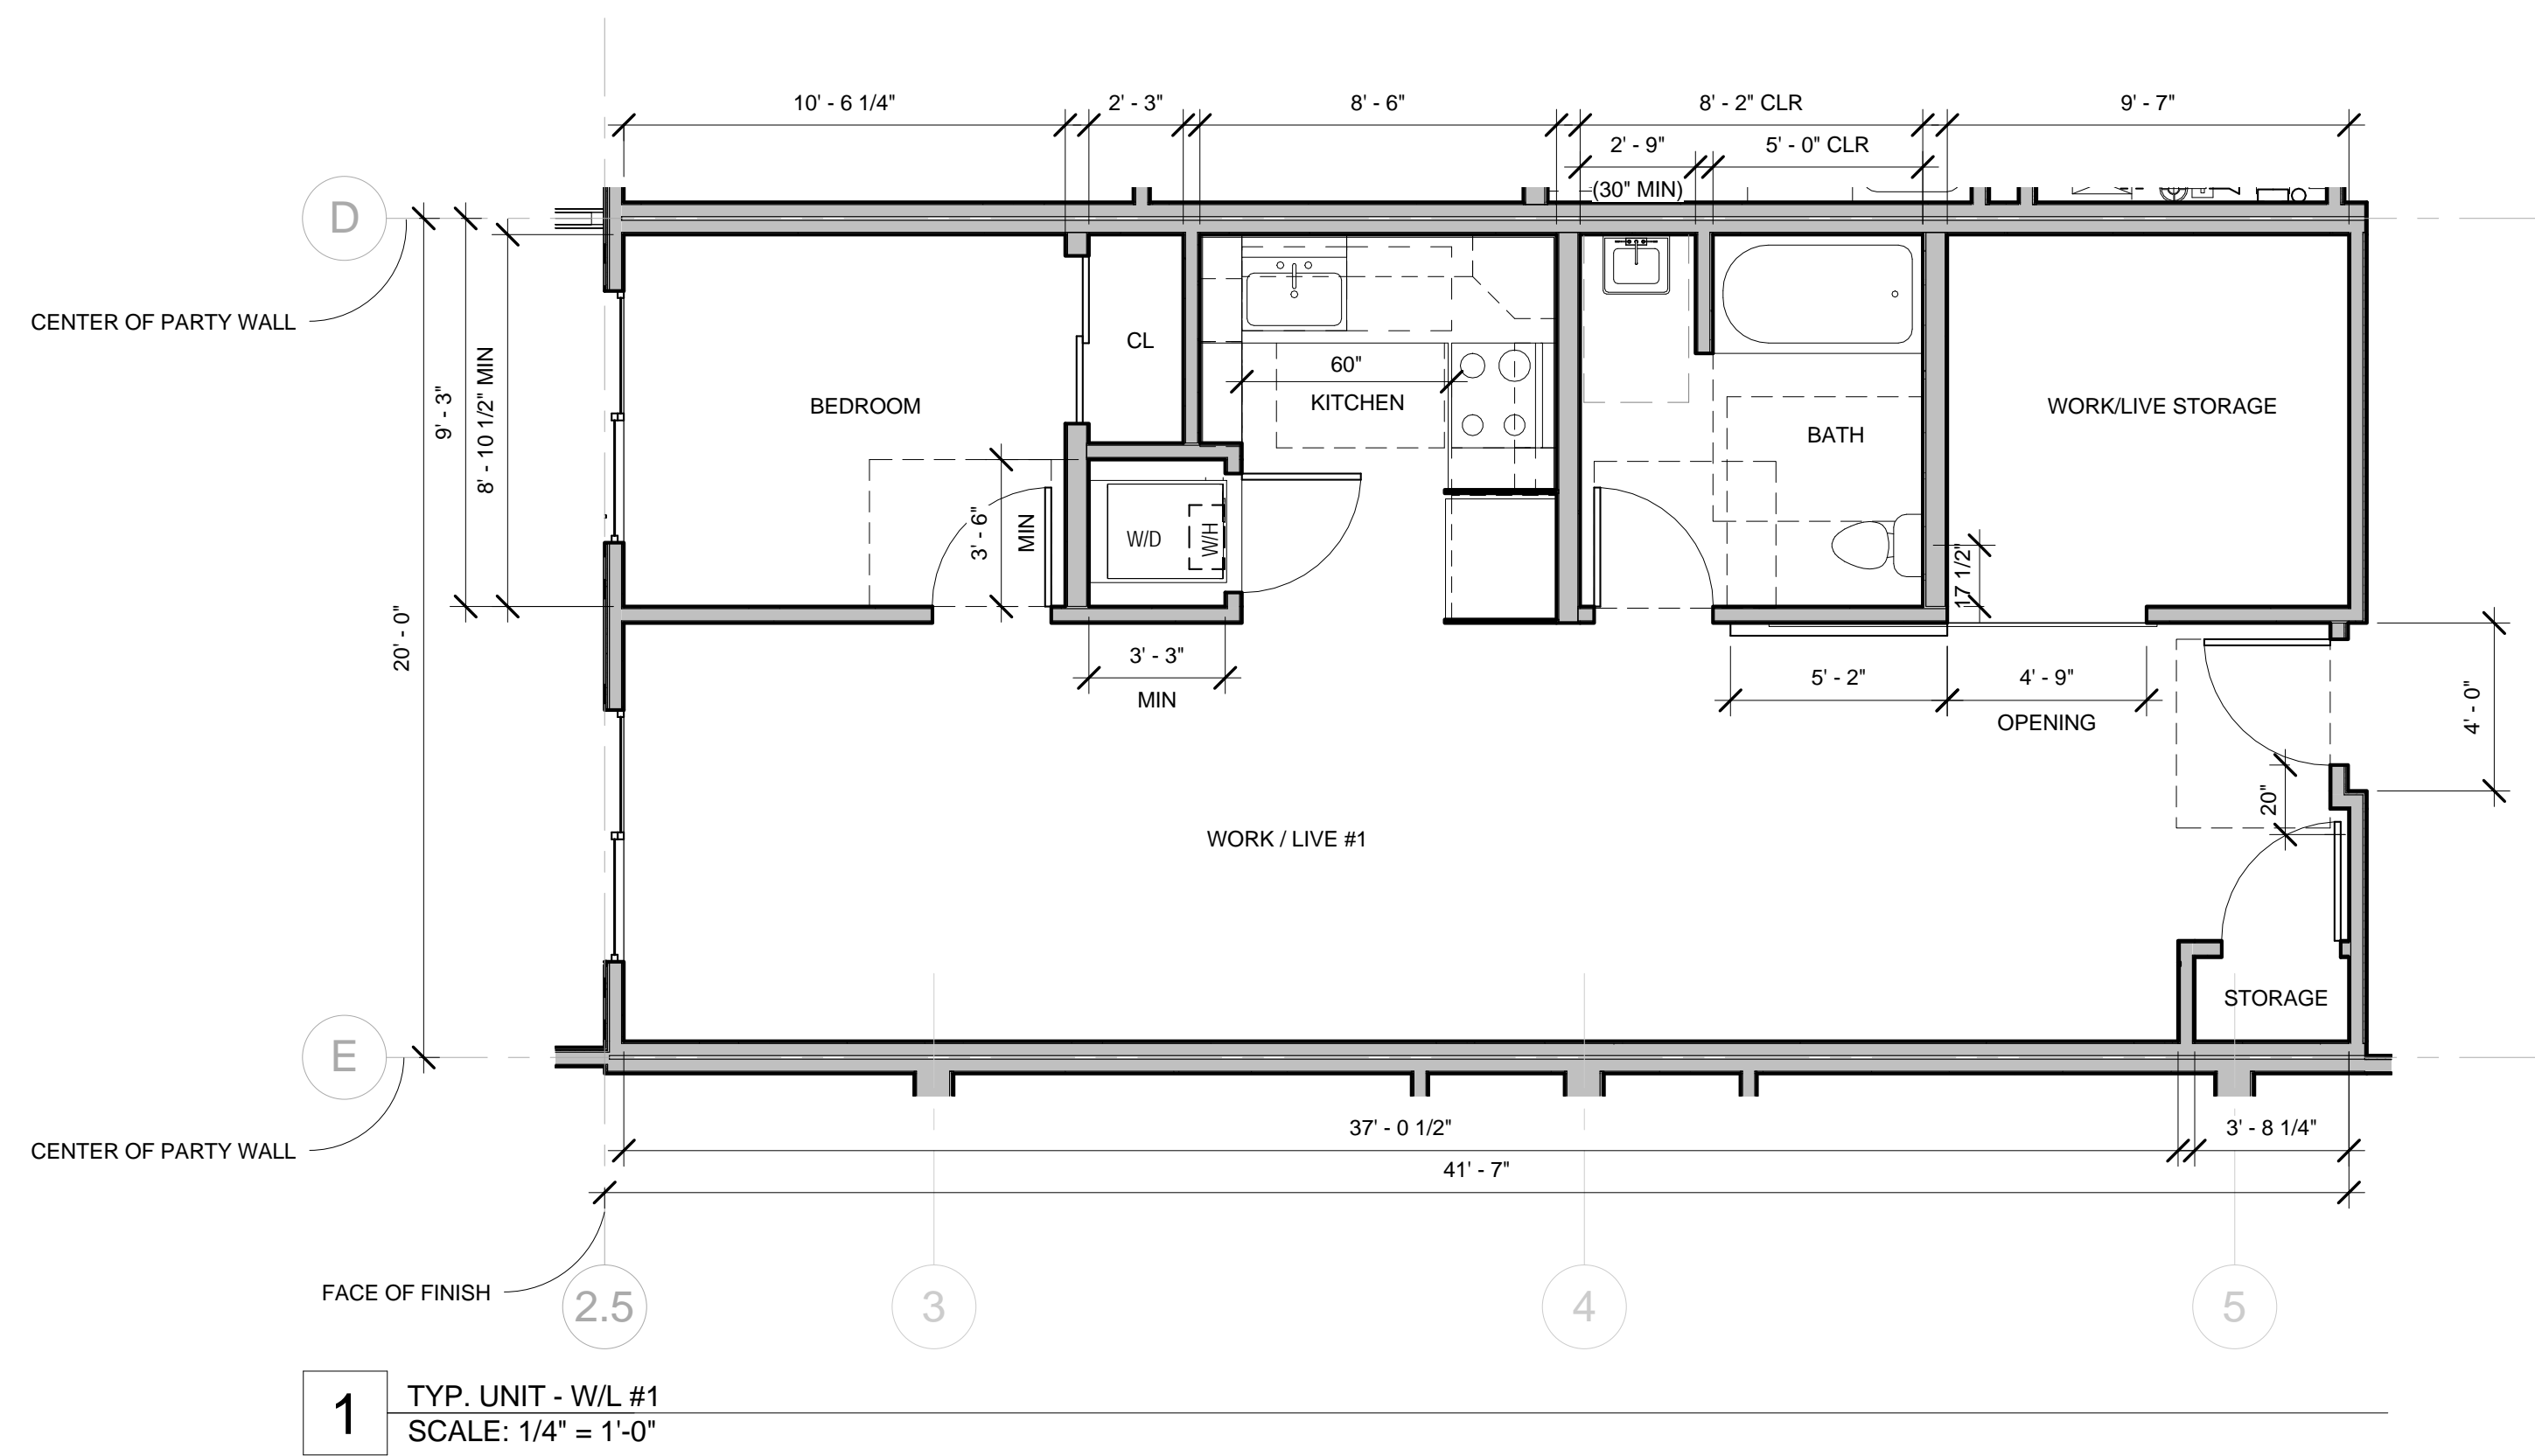 10' - 6 1/4"
2' - 3"
8' - 6"
8' - 2" CLR
9' - 7"
2' - 9"
5' - 0" CLR
(30" MIN)
D
CENTER OF PARTY WALL
CL
60"
KITCHEN
BEDROOM
WORK/LIVE STORAGE
BATH
9' - 3"
8' - 10 1/2" MIN
3' - 6"
MIN
W/D
W/H
17 1/2"
20' - 0"
3' - 3"
MIN
5' - 2"
4' - 9"
OPENING
4' - 0"
20"
WORK / LIVE #1
STORAGE
E
CENTER OF PARTY WALL
37' - 0 1/2"
3' - 8 1/4"
41' - 7"
FACE OF FINISH
2.5
3
4
5
1
TYP. UNIT - W/L #1
SCALE: 1/4" = 1'-0"